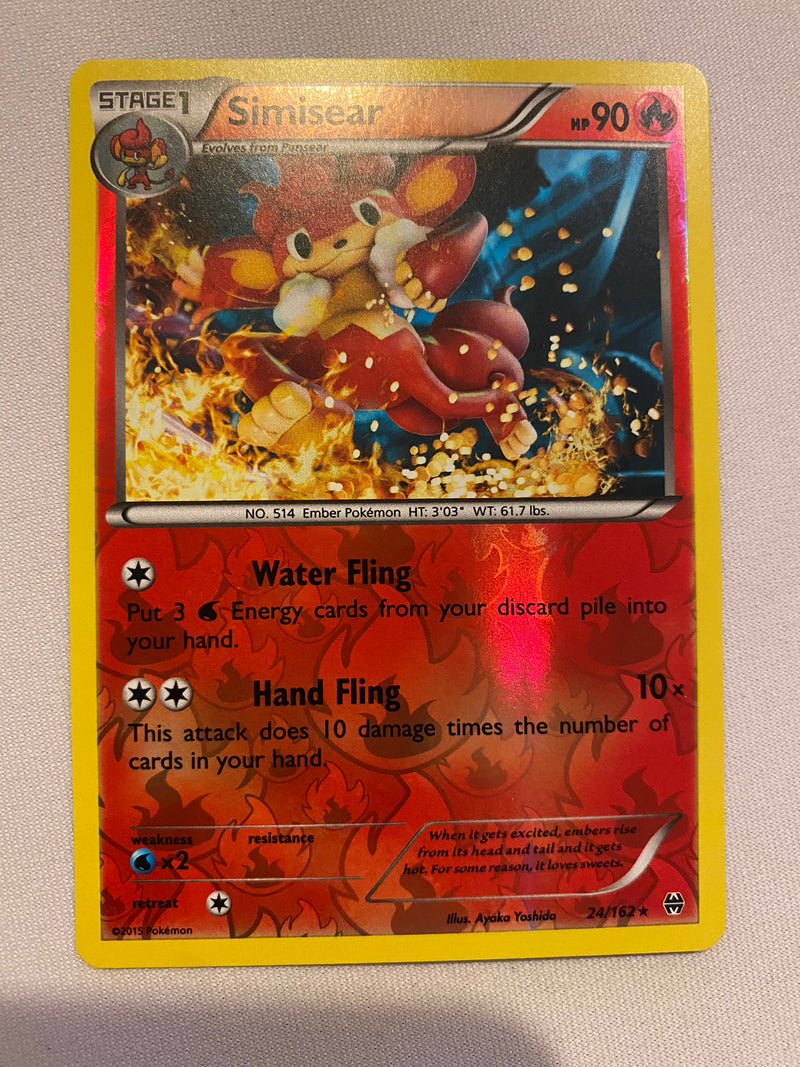 STAGE1 Simisear HP90
Evolves from Pansear
NO. 514 Ember Pokémon HT: 3'03" WT: 61.7 lbs.
Water Fling
Put 3 Energy cards from your discard pile into
your hand.
Hand Fling 10×
This attack does 10 damage times the number of
cards in your hand.
weakness resistance
×2
retreat
When it gets excited, embers rise
from its head and tail and it gets
hot. For some reason, it loves sweets.
Illus. Ayaka Yoshida 24/162★
©2015 Pokémon